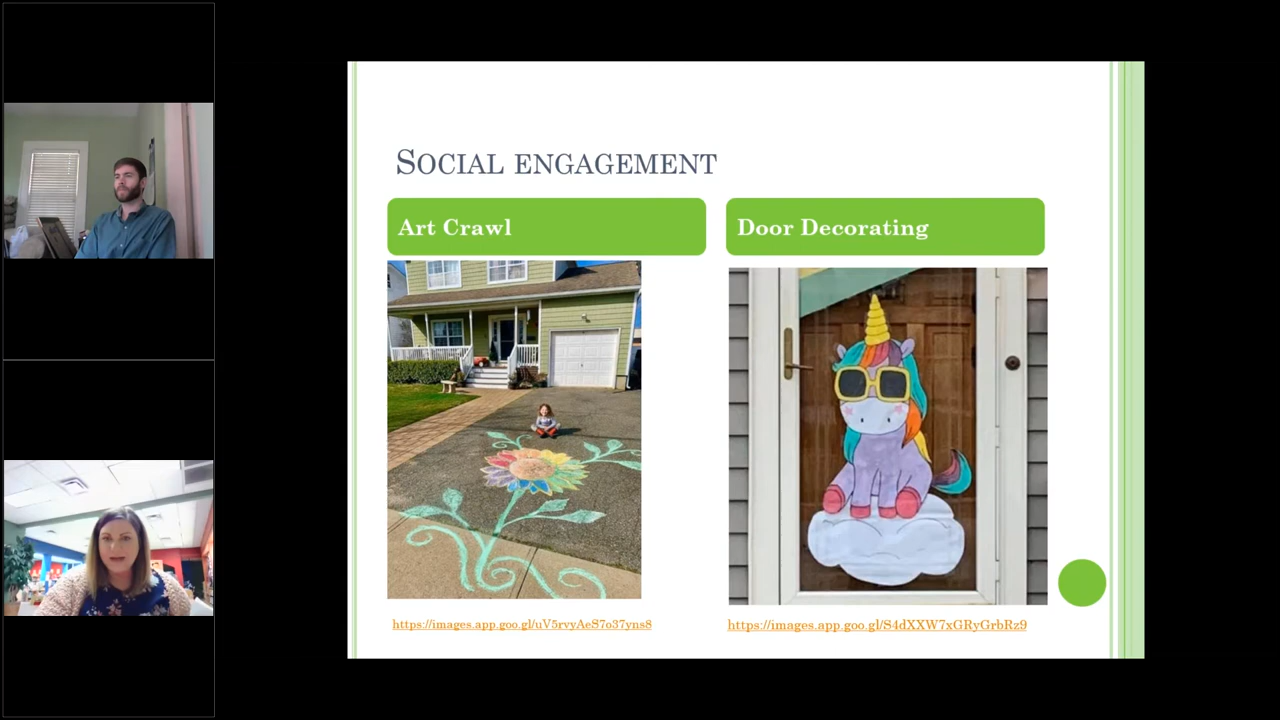 Social engagement
Art Crawl
Door Decorating
https://images.app.goo.gl/uV5rvyAeS7o37yns8
https://images.app.goo.gl/S4dXXW7xGRyGrbRz9